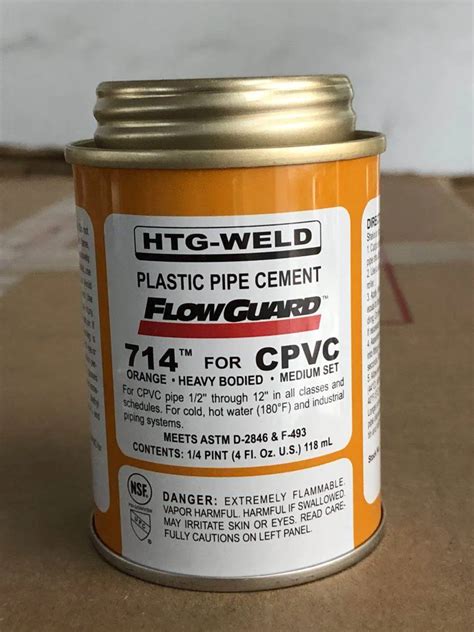 HTG-WELD
PLASTIC PIPE CEMENT
FLOWGUARD™
714™ FOR CPVC
ORANGE • HEAVY BODIED • MEDIUM SET
For CPVC pipe 1/2" through 12" in all classes and
schedules. For cold, hot water (180°F) and industrial
piping systems.
MEETS ASTM D-2846 & F-493
CONTENTS: 1/4 PINT (4 Fl. Oz. U.S.) 118 mL
NSF
DANGER: EXTREMELY FLAMMABLE.
VAPOR HARMFUL. HARMFUL IF SWALLOWED.
MAY IRRITATE SKIN OR EYES. READ CARE-
FULLY CAUTIONS ON LEFT PANEL.